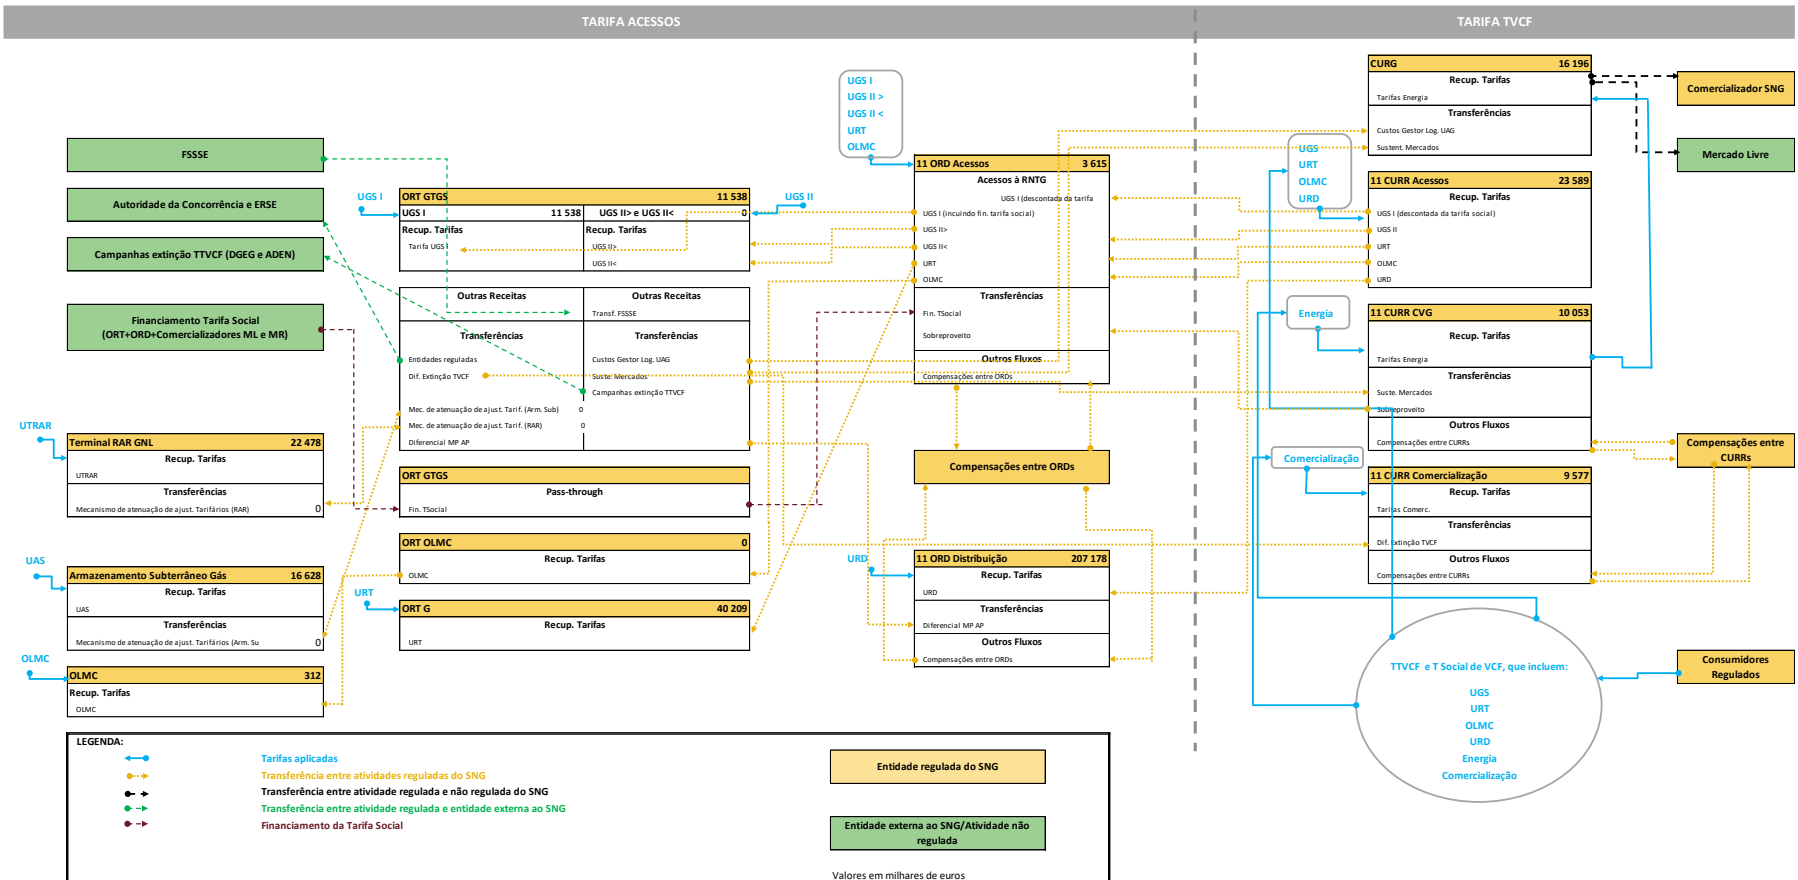 TARIFA ACESSOS
TARIFA TVCF
FSSSE
Autoridade da Concorrência e ERSE
Campanhas extinção TTVCF (DGEG e ADEN)
Financiamento Tarifa Social
(ORT+ORD+Comercializadores ML e MR)
UTRAR
Terminal RAR GNL 22 478
Recup. Tarifas
UTRAR
Transferências
Mecanismo de atenuação de ajust. Tarifários (RAR) 0
UAS
Armazenamento Subterrâneo Gás 16 628
Recup. Tarifas
UAS
Transferências
Mecanismo de atenuação de ajust. Tarifários (Arm. Su 0
OLMC
OLMC 312
Recup. Tarifas
OLMC
UGS I
UGS II
ORT GTGS 11 538
UGS I 11 538 UGS II> e UGS II< 0
Recup. Tarifas Recup. Tarifas
Tarifa UGS
UGS II>
UGS II<
Outras Receitas Outras Receitas
Transf. FSSSE
Transferências Transferências
Entidades reguladas Custos Gestor Log. UAG
Dif. Extinção TVCF Suste. Mercados
Campanhas extinção TTVCF
Mec. de atenuação de ajust. Tarif. (Arm. Sub) 0
Mec. de atenuação de ajust. Tarif. (RAR) 0
Diferencial MP AP
ORT GTGS
Pass-through
Fin. TSocial
ORT OLMC 0
Recup. Tarifas
OLMC
URT
ORT G 40 209
Recup. Tarifas
URT
UGS I
UGS II >
UGS II <
URT
OLMC
11 ORD Acessos 3 615
Acessos à RNTG
UGS I (descontada da tarifa
UGS I (incuindo fin. tarifa social)
UGS II>
UGS II<
URT
OLMC
Transferências
Fin. TSocial
Sobreproveito
Outros Fluxos
Compensações entre ORDs
Compensações entre ORDs
URD
11 ORD Distribuição 207 178
Recup. Tarifas
URD
Transferências
Diferencial MP AP
Outros Fluxos
Compensações entre ORDs
CURG 16 196
Recup. Tarifas
Tarifas Energia
Transferências
Custos Gestor Log. UAG
Sustent. Mercados
Comercializador SNG
Mercado Livre
UGS
URT
OLMC
URD
11 CURR Acessos 23 589
Recup. Tarifas
UGS I (descontada da tarifa social)
UGS II
URT
OLMC
URD
Energia
11 CURR CVG 10 053
Recup. Tarifas
Tarifas Energia
Transferências
Suste. Mercados
Sobreproveito
Outros Fluxos
Compensações entre CURRs
Compensações entre
CURRs
Comercialização
11 CURR Comercialização 9 577
Recup. Tarifas
Tarifas Comerc.
Transferências
Dif. Extinção TVCF
Outros Fluxos
Compensações entre CURRs
TTVCF e T Social de VCF, que incluem:
UGS
URT
OLMC
URD
Energia
Comercialização
Consumidores
Regulados
LEGENDA:
Tarifas aplicadas
Transferência entre atividades reguladas do SNG
Transferência entre atividade regulada e não regulada do SNG
Transferência entre atividade regulada e entidade externa ao SNG
Financiamento da Tarifa Social
Entidade regulada do SNG
Entidade externa ao SNG/Atividade não
regulada
Valores em milhares de euros